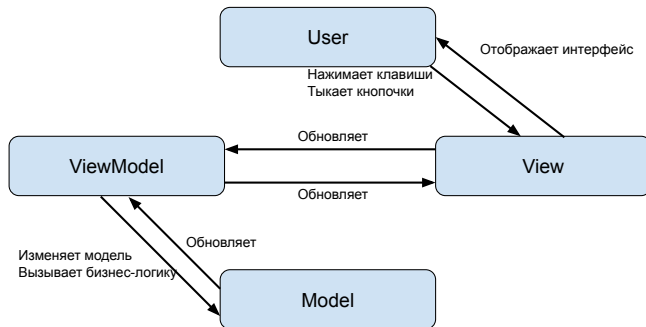 User
Отображает интерфейс
Нажимает клавиши
Тыкает кнопочки
Обновляет
ViewModel
View
Обновляет
Обновляет
Изменяет модель
Вызывает бизнес-логику
Model